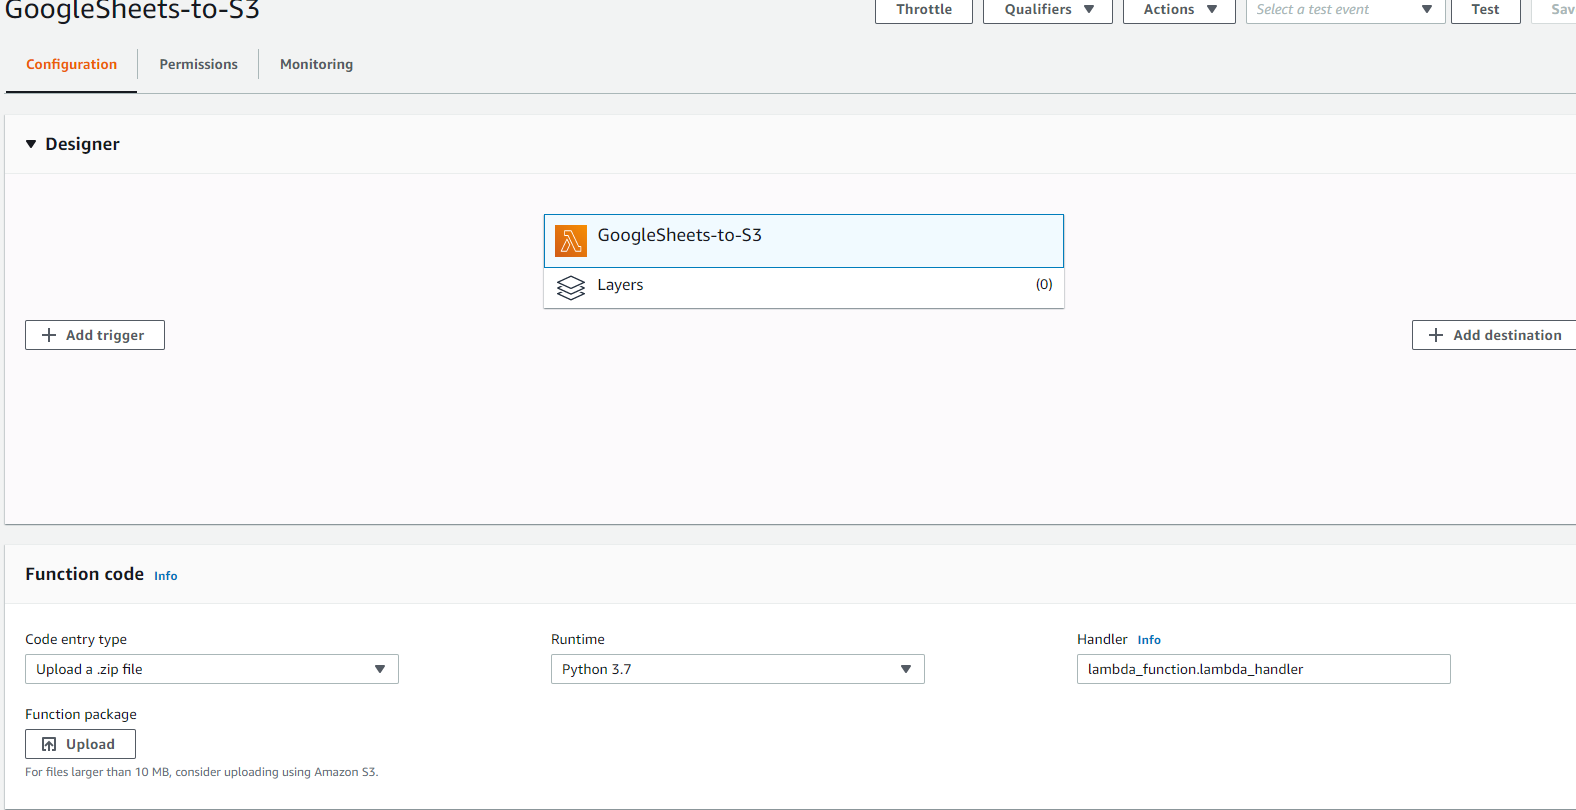 GoogleSheets-to-S3
Throttle
Qualifiers
Actions
Select a test event
Test
Sav
Configuration
Permissions
Monitoring
Designer
GoogleSheets-to-S3
Layers
(0)
Add trigger
Add destination
Function code Info
Code entry type
Runtime
Handler Info
Upload a .zip file
Python 3.7
lambda_function.lambda_handler
Function package
Upload
For files larger than 10 MB, consider uploading using Amazon S3.